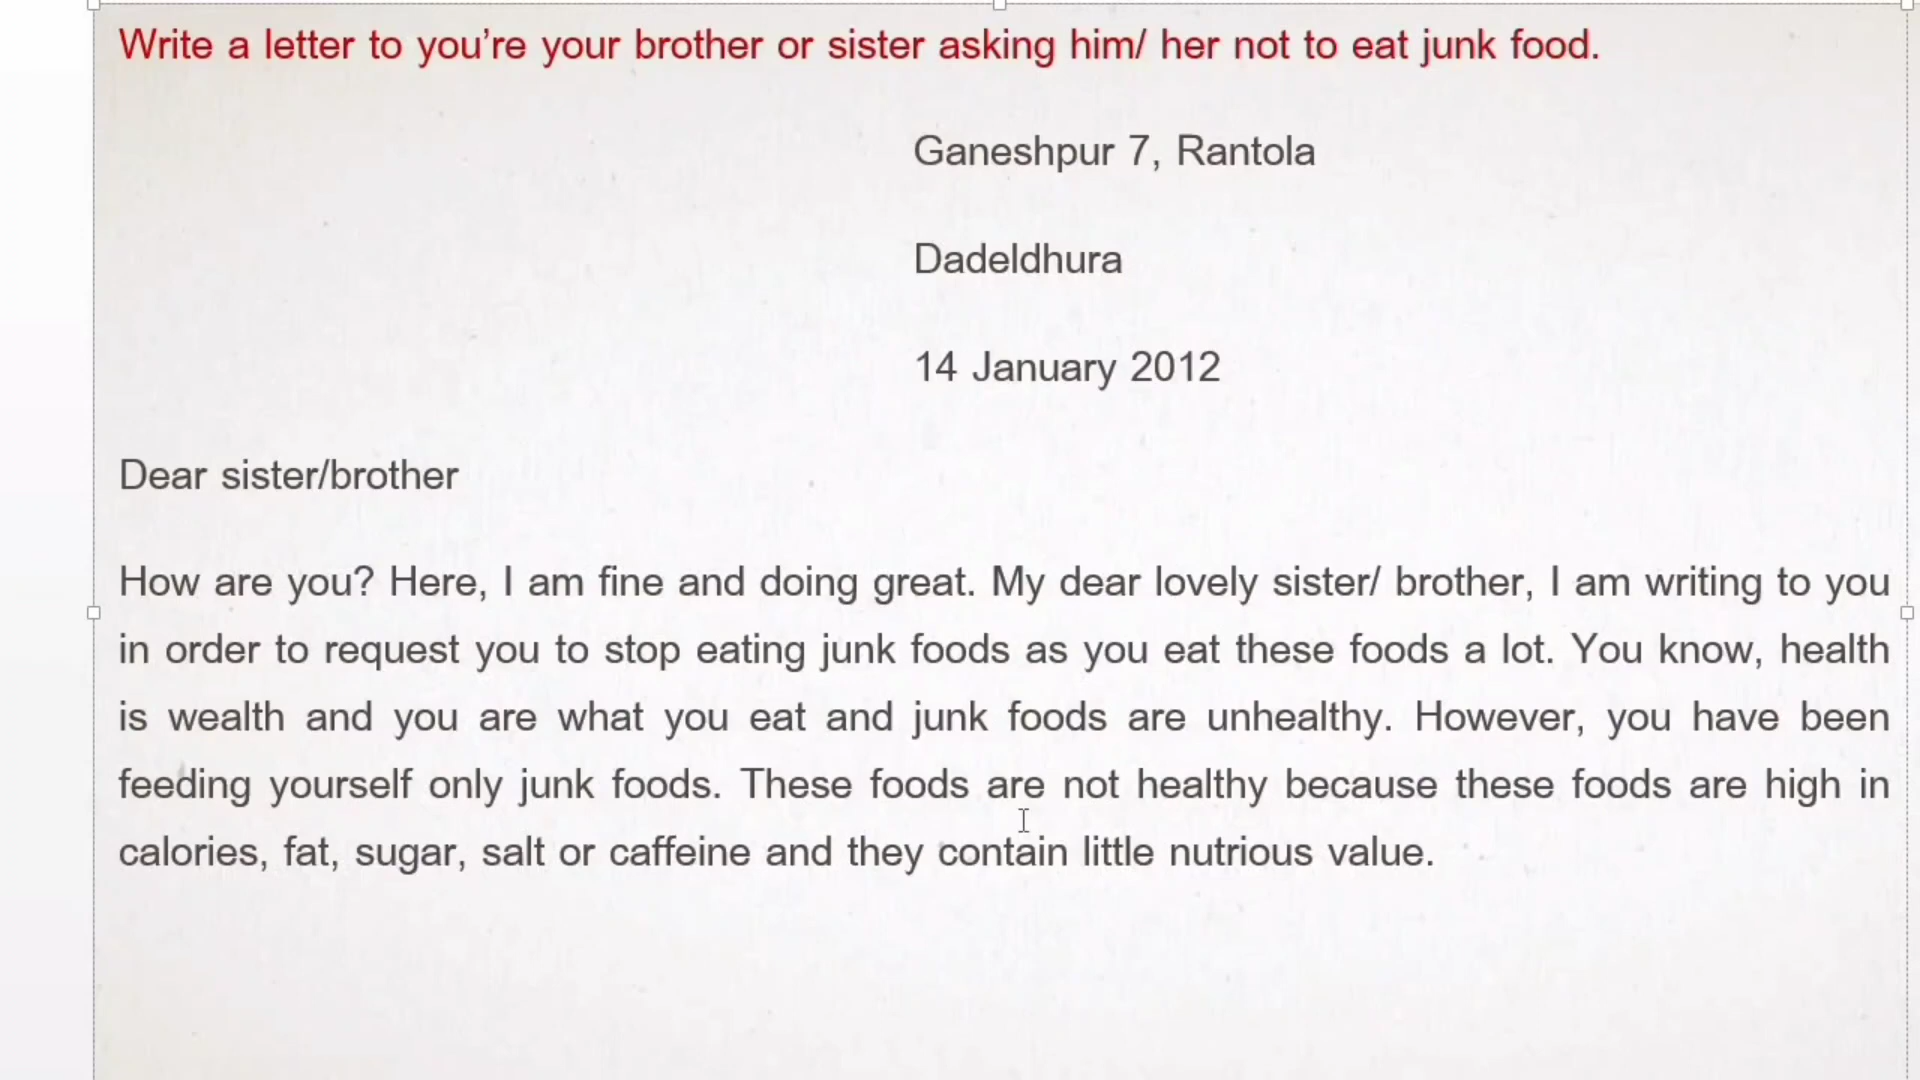 Write a letter to you’re your brother or sister asking him/ her not to eat junk food.
Ganeshpur 7, Rantola
Dadeldhura
14 January 2012
Dear sister/brother
How are you? Here, I am fine and doing great. My dear lovely sister/ brother, I am writing to you
in order to request you to stop eating junk foods as you eat these foods a lot. You know, health
is wealth and you are what you eat and junk foods are unhealthy. However, you have been
feeding yourself only junk foods. These foods are not healthy because these foods are high in
calories, fat, sugar, salt or caffeine and they contain little nutrious value.